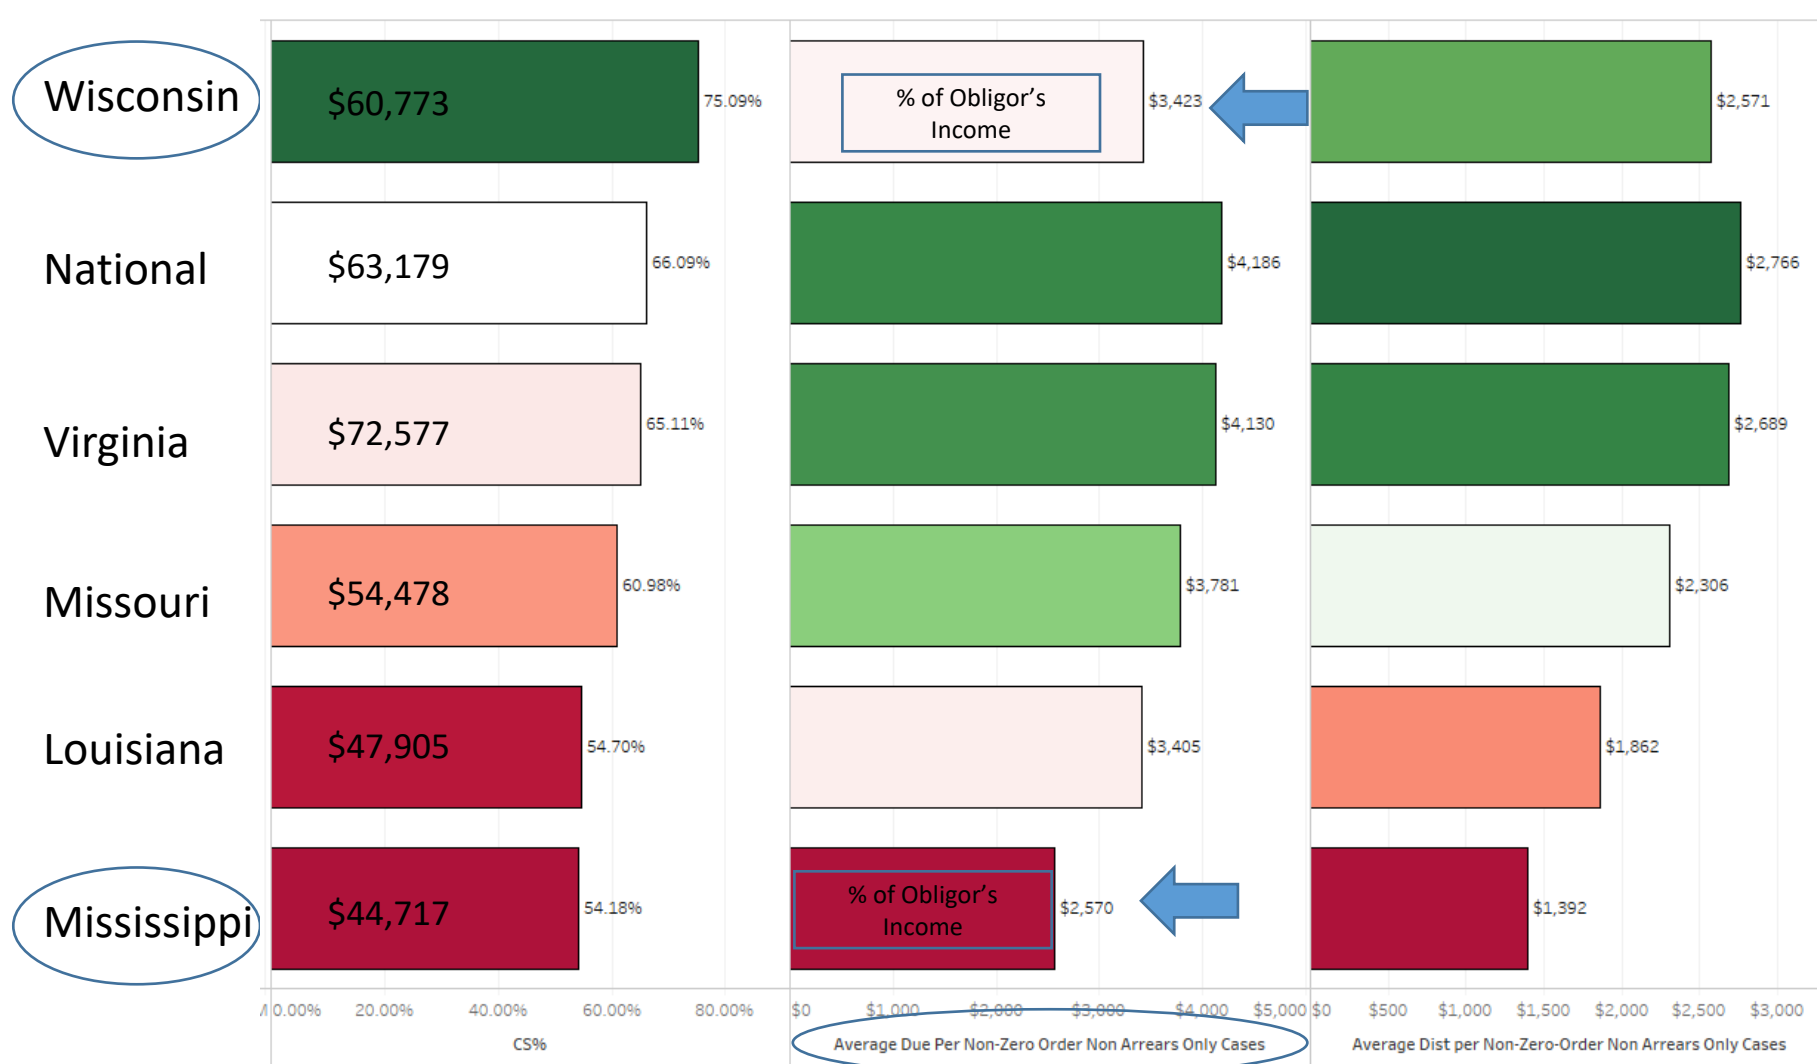 Wisconsin
$60,773
75.09%
% of Obligor's
Income
$3,423
$2,571
National
$63,179
66.09%
$4,186
$2,766
Virginia
$72,577
65.11%
$4,130
$2,689
Missouri
$54,478
60.98%
$3,781
$2,306
Louisiana
$47,905
54.70%
$3,405
$1,862
Mississippi
$44,717
54.18%
% of Obligor's
Income
$2,570
$1,392
0.00% 20.00% 40.00% 60.00% 80.00%
$0 $1,000 $2,000 $3,000 $4,000 $5,000
$0 $500 $1,000 $1,500 $2,000 $2,500 $3,000
CS%
Average Due Per Non-Zero Order Non Arrears Only Cases
Average Dist per Non-Zero-Order Non Arrears Only Cases